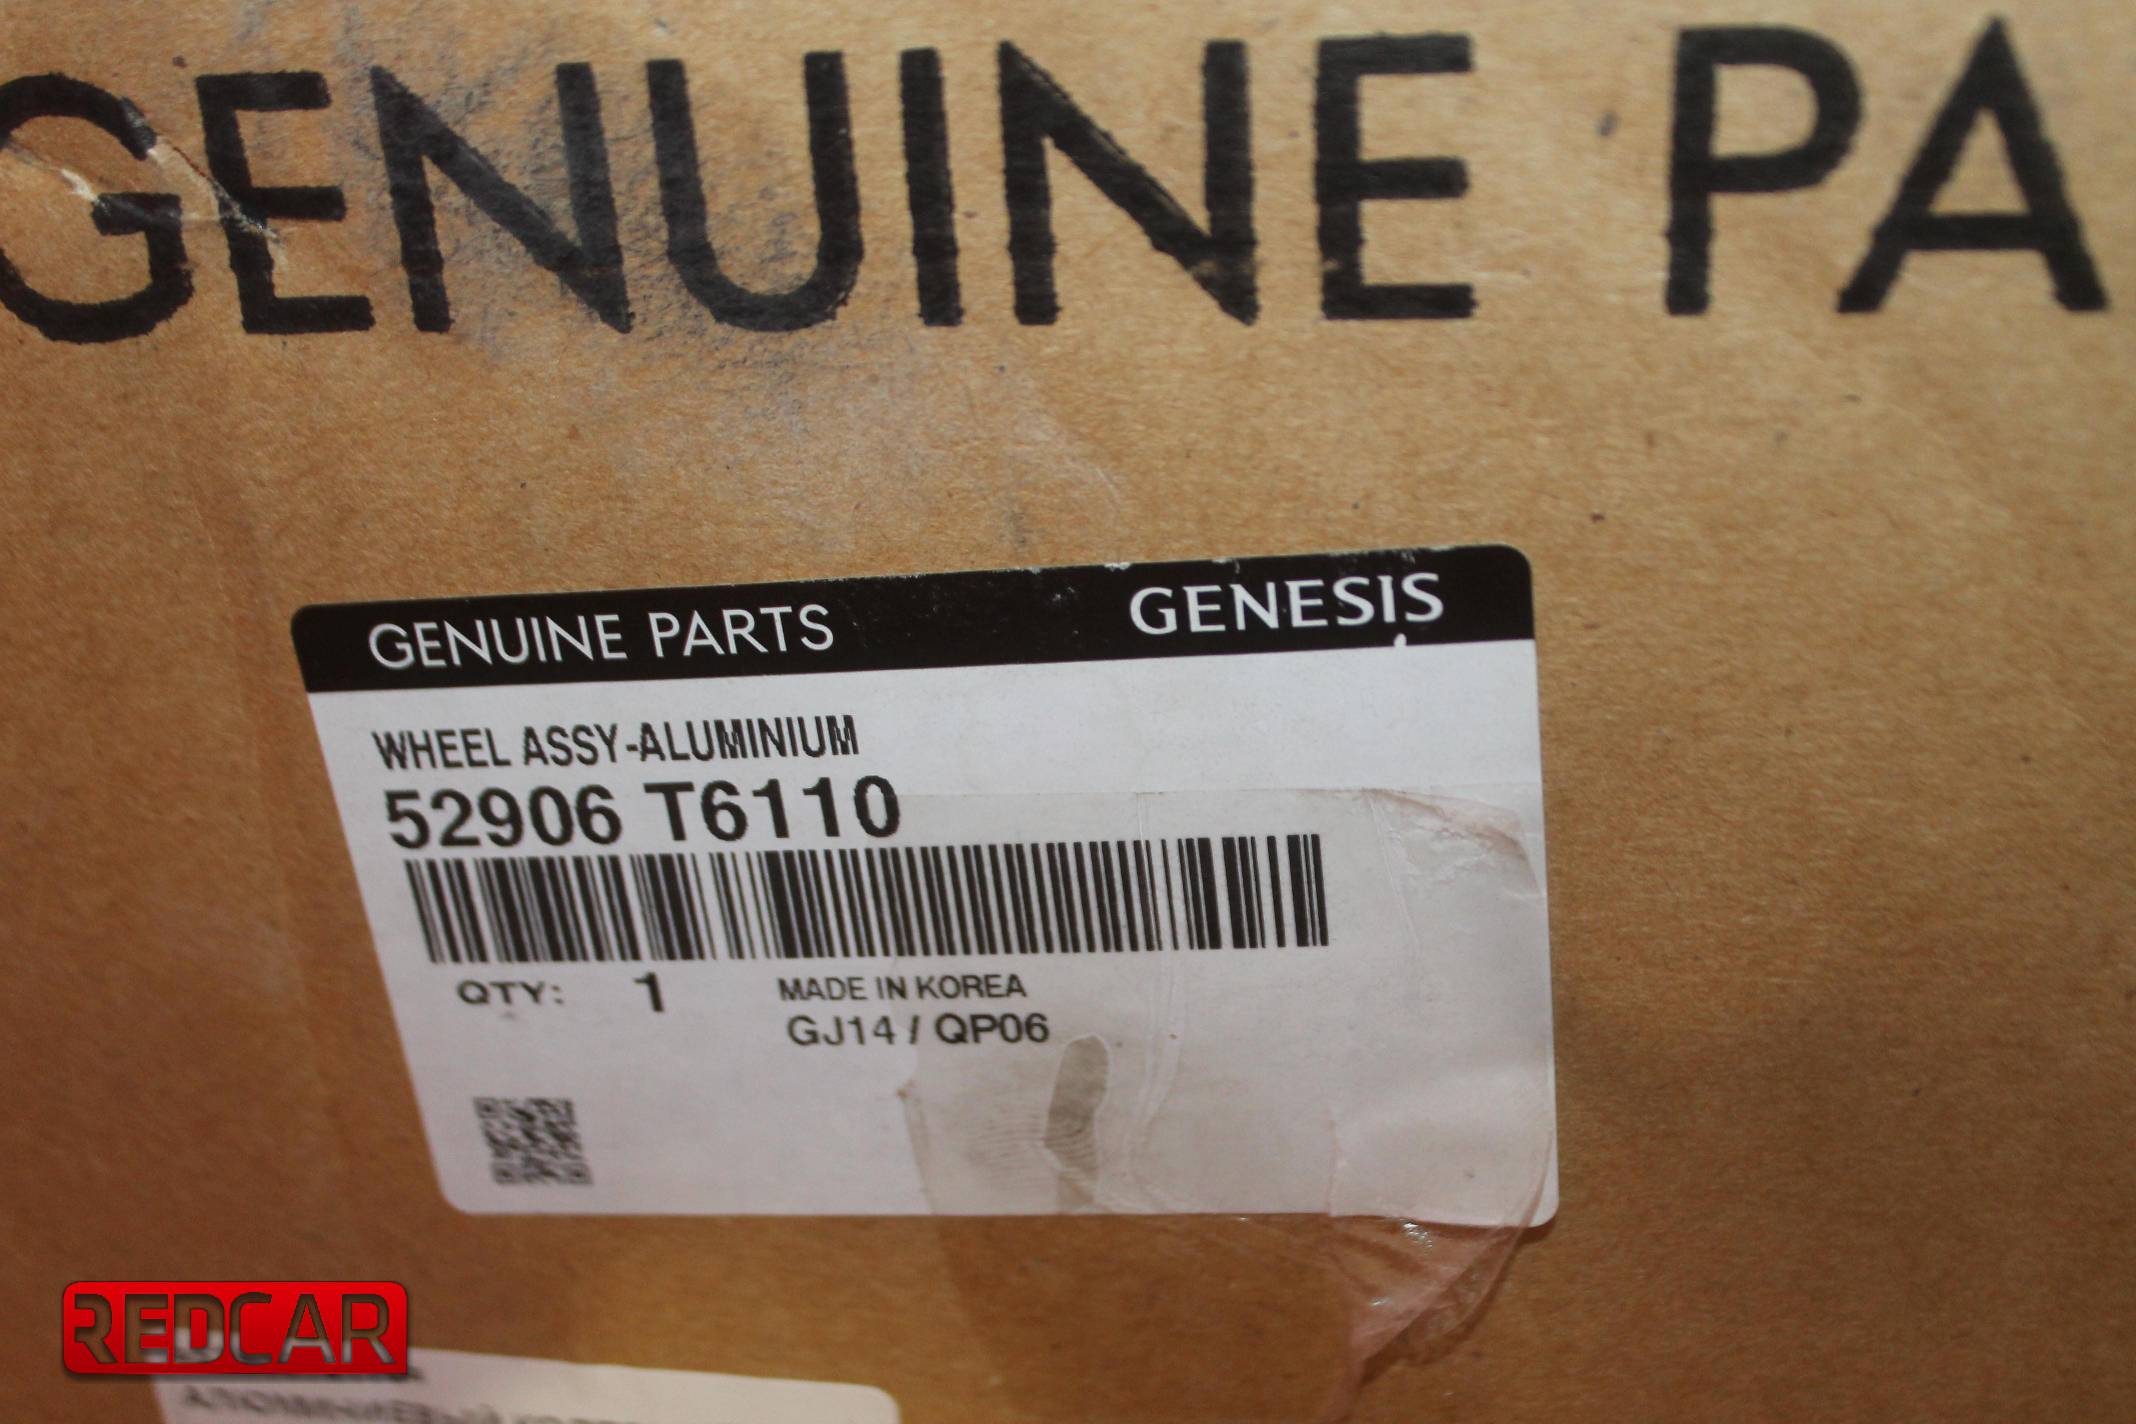 GENUINE PA
GENUINE PARTS GENESIS
WHEEL ASSY-ALUMINIUM
52906 T6110
QTY: 1 MADE IN KOREA
GJ14 / QP06
REDCAR